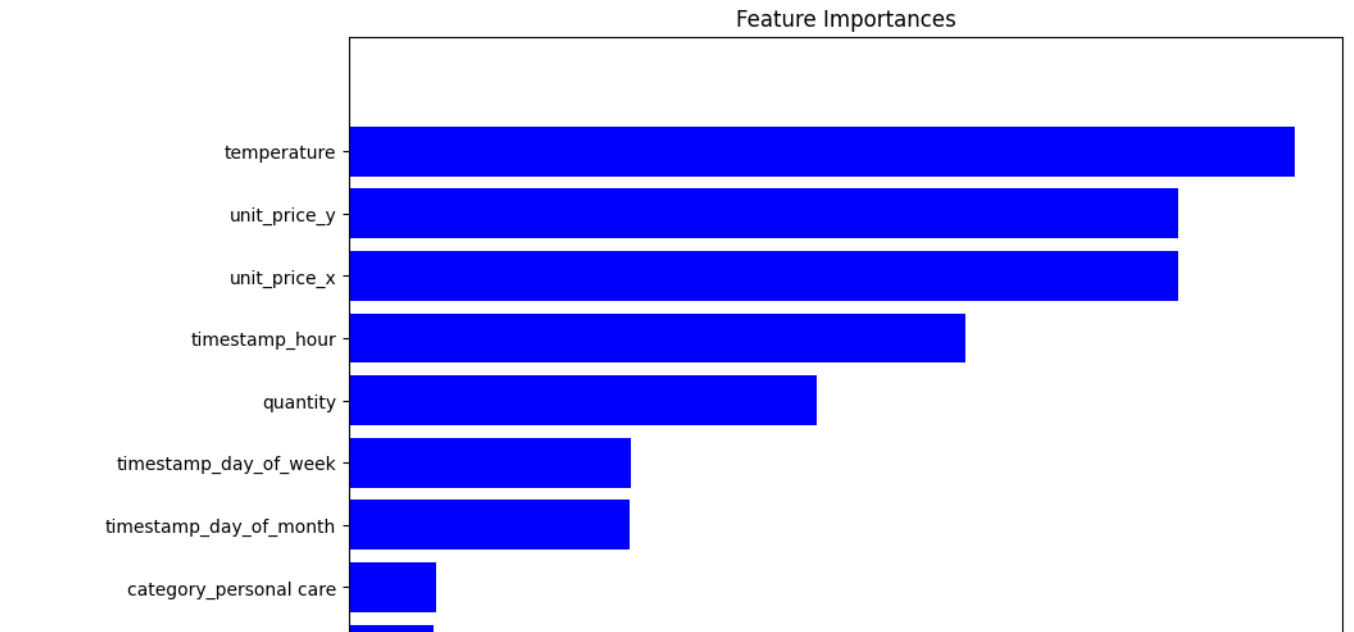 Feature Importances
temperature
unit_price_y
unit_price_x
timestamp_hour
quantity
timestamp_day_of_week
timestamp_day_of_month
category_personal care